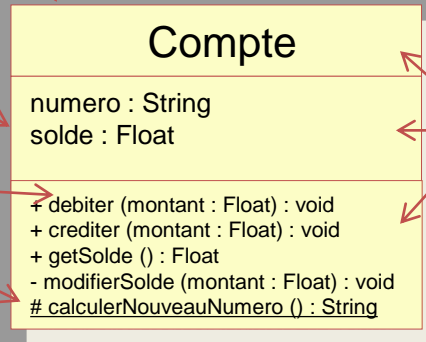 Compte
numero : String
solde : Float
+ debiter (montant : Float) : void
+ crediter (montant : Float) : void
+ getSolde () : Float
- modifierSolde (montant : Float) : void
# calculerNouveauNumero () : String